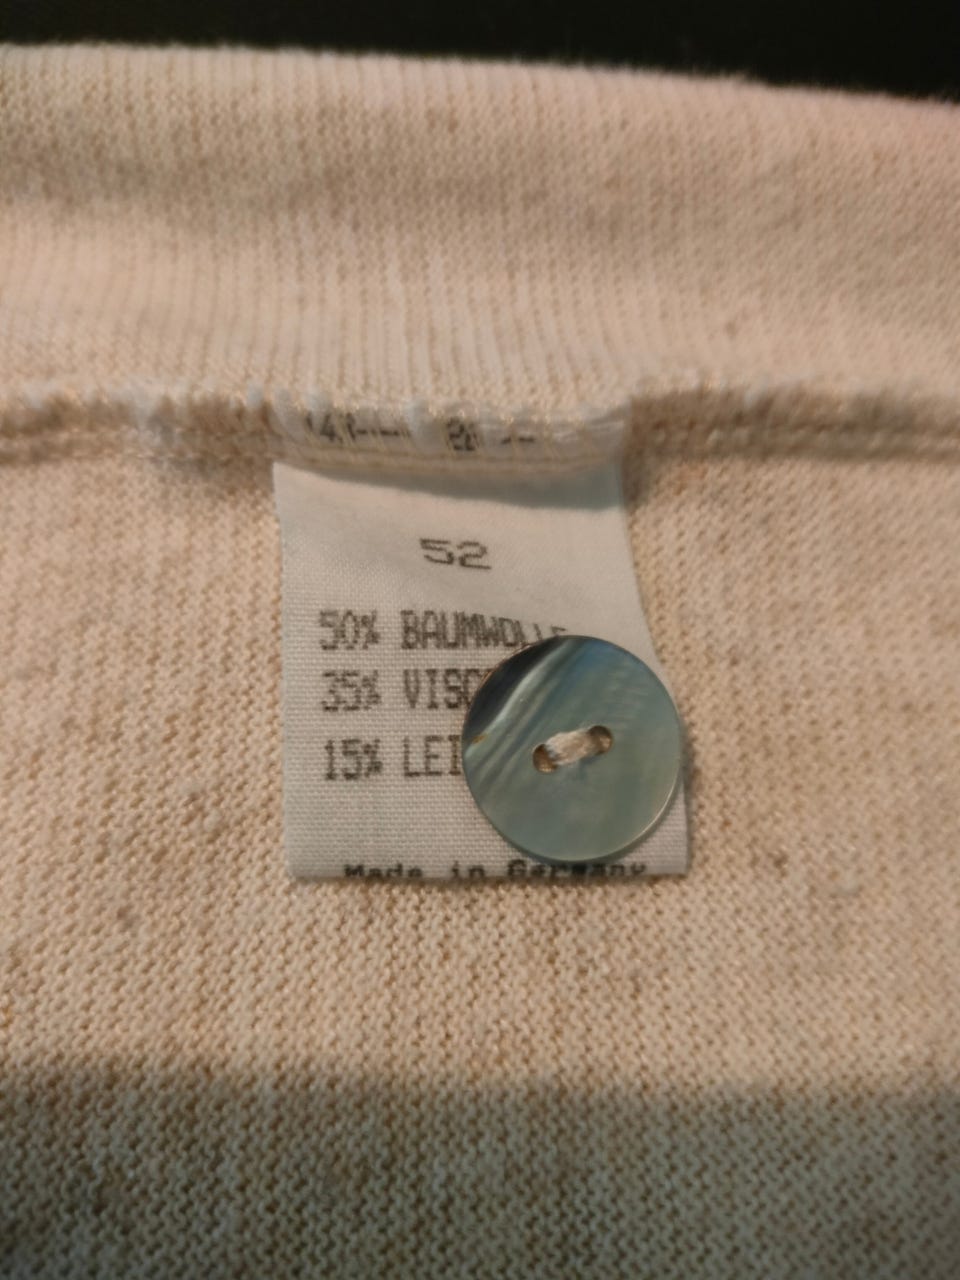 52
50% BAUMWOLLE
35% VISC
15% LEI
Made in Germany